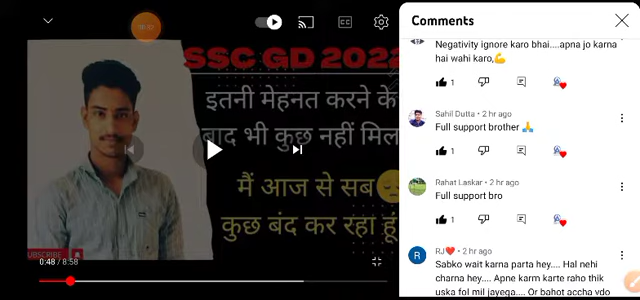 Comments
Negativity ignore karo bhai....apna jo karna
hai wahi karo,💪
1
Sahil Dutta • 2 hr ago
Full support brother 🙏
1
Rahat Laskar • 2 hr ago
Full support bro
1
R
RJ❤️ • 2 hr ago
Sabko wait karna parta hey.... Hal nehi
charna hey.... Apne karm karte raho thik
uska fol mil jayeqa.... Or bahot accha vdo
CC
SSC GD 2022
इतनी मेहनत करने के
बाद भी कुछ नहीं मिल
मैं आज से सब😔
कुछ बंद कर रहा हूं
SUBSCRIBE
0:48 / 8:58